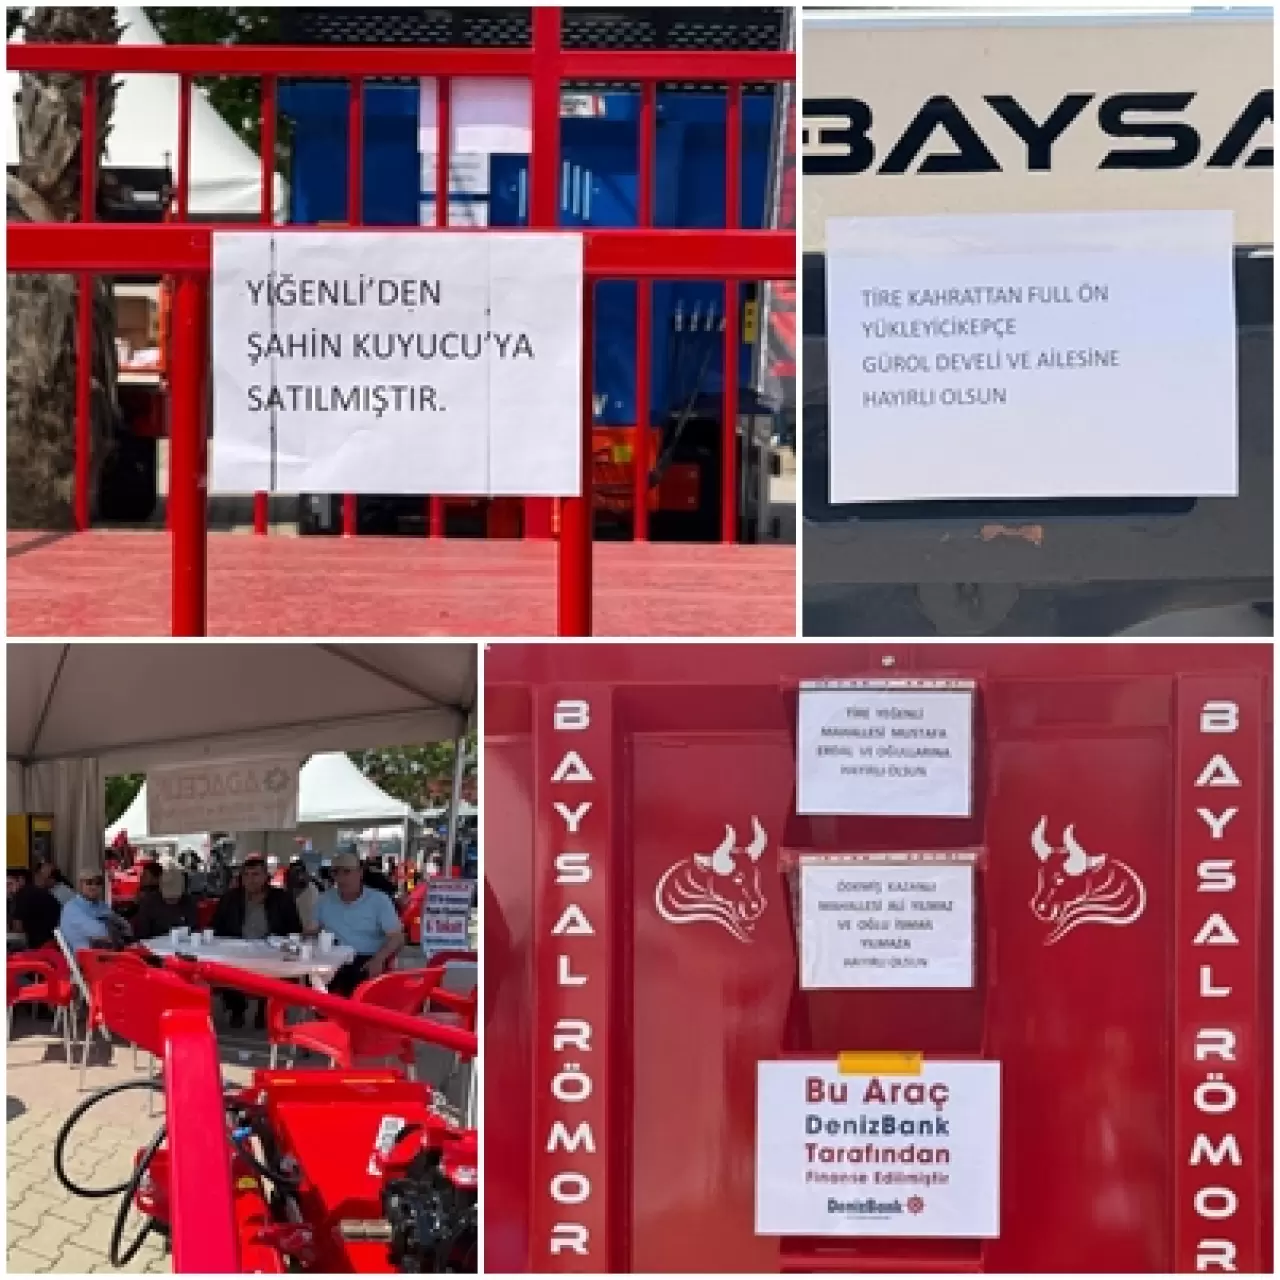 YİĞENLİ'DEN
ŞAHİN KUYUCU'YA
SATILMIŞTIR.
BAYSA
TİRE KAHRATTAN FULL ÖN
YÜKLEYİCİKEPÇE
GÜROL DEVELİ VE AİLESİNE
HAYIRLI OLSUN
BAYSAL RÖMOR
TİRE YEĞENLİ
MAHALLESİ MUSTAFA
ERDAL VE OĞULLARINA
HAYIRLI OLSUN
ÖDEMİŞ KAZANLI
MAHALLESİ ALİ YILMAZ
VE OĞLU İSMAİL
YILMAZA
HAYIRLI OLSUN
Bu Araç
DenizBank
Tarafından
Finanse Edilmiştir
DenizBank
BAYSAL RÖMOR